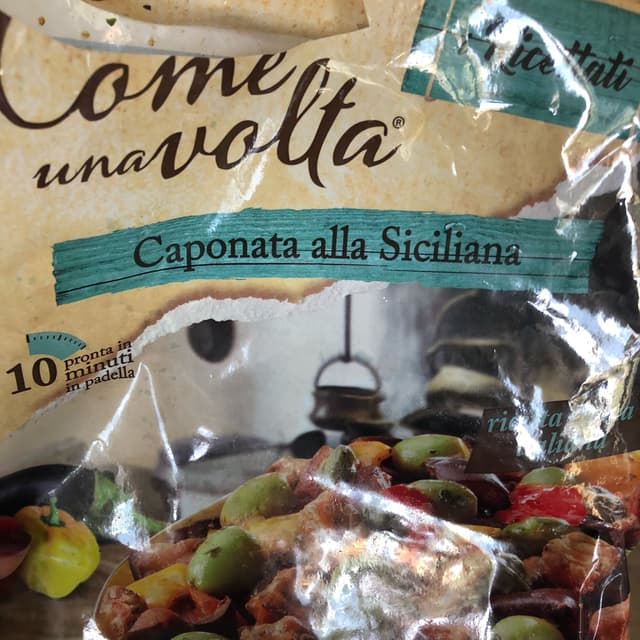 Come
una volta®
Ricettati
Caponata alla Siciliana
10 pronta in
minuti
in padella